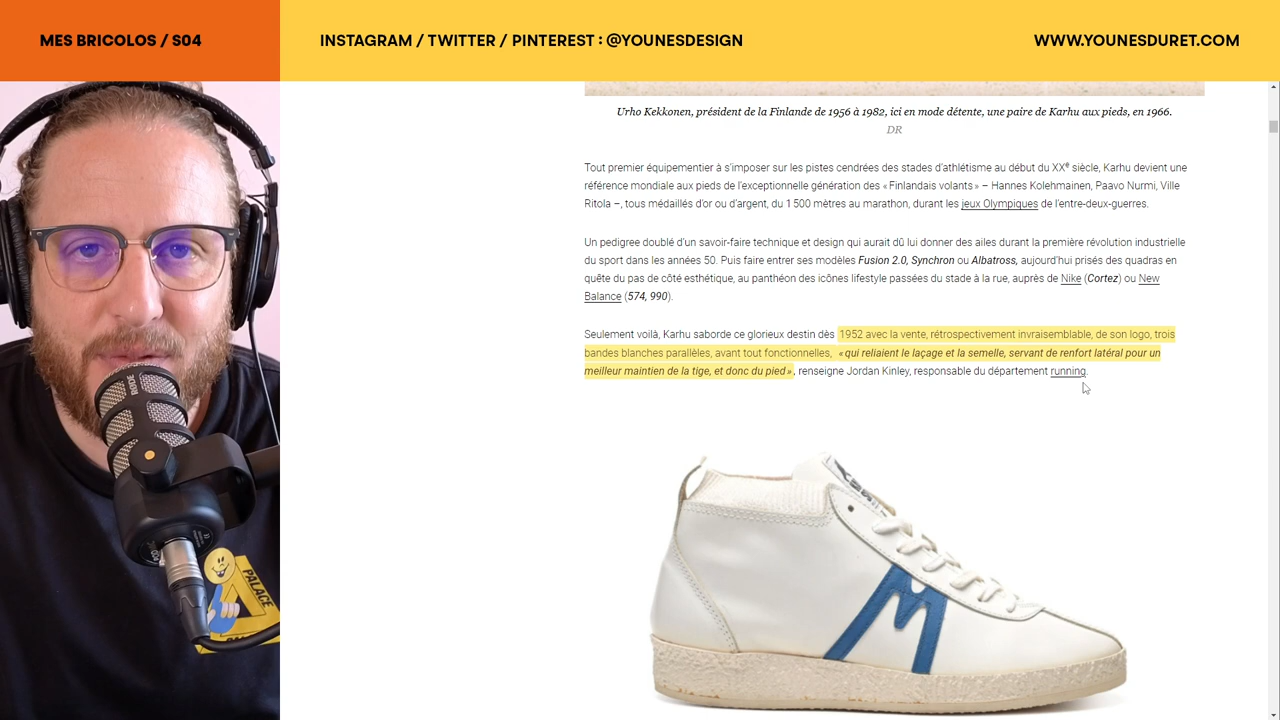 MES BRICOLOS / S04
INSTAGRAM / TWITTER / PINTEREST : @YOUNESDESIGN
WWW.YOUNESDURET.COM
Urho Kekkonen, président de la Finlande de 1956 à 1982, ici en mode détente, une paire de Karhu aux pieds, en 1966.
DR
Tout premier équipementier à s'imposer sur les pistes cendrées des stades d'athlétisme au début du XXe siècle, Karhu devient une
référence mondiale aux pieds de l'exceptionnelle génération des « Finlandais volants » – Hannes Kolehmainen, Paavo Nurmi, Ville
Ritola –, tous médaillés d'or ou d'argent, du 1 500 mètres au marathon, durant les jeux Olympiques de l'entre-deux-guerres.
Un pedigree doublé d'un savoir-faire technique et design qui aurait dû lui donner des ailes durant la première révolution industrielle
du sport dans les années 50. Puis faire entrer ses modèles Fusion 2.0, Synchron ou Albatross, aujourd'hui prisés des quadras en
quête du pas de côté esthétique, au panthéon des icônes lifestyle passées du stade à la rue, auprès de Nike (Cortez) ou New
Balance (574, 990).
Seulement voilà, Karhu saborde ce glorieux destin dès 1952 avec la vente, rétrospectivement invraisemblable, de son logo, trois
bandes blanches parallèles, avant tout fonctionnelles, « qui reliaient le laçage et la semelle, servant de renfort latéral pour un
meilleur maintien de la tige, et donc du pied », renseigne Jordan Kinley, responsable du département running.
RØDE
PALACE
M